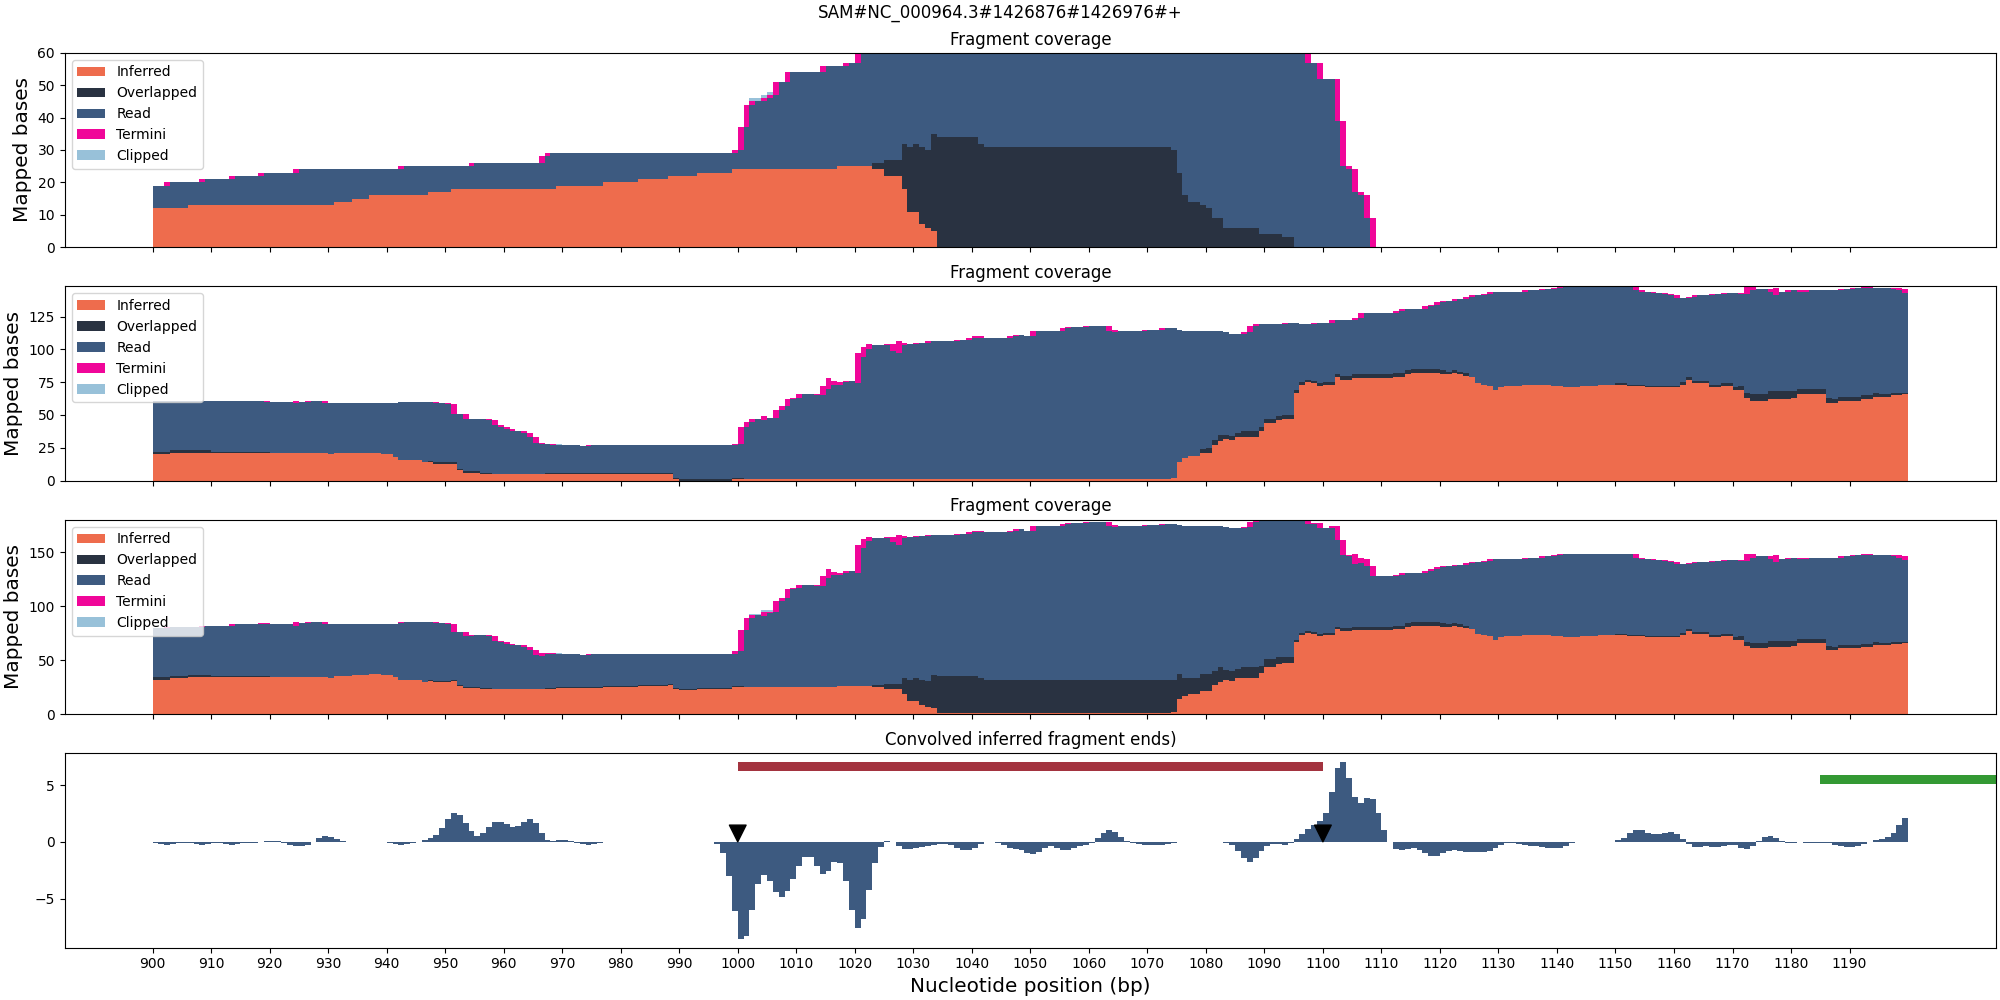 SAM#NC_000964.3#1426876#1426976#+
Fragment coverage
60
50
40
30
20
10
0
Mapped bases
Inferred
Overlapped
Read
Termini
Clipped
Fragment coverage
125
100
75
50
25
0
Mapped bases
Inferred
Overlapped
Read
Termini
Clipped
Fragment coverage
150
100
50
0
Mapped bases
Inferred
Overlapped
Read
Termini
Clipped
Convolved inferred fragment ends)
5
0
−5
900 910 920 930 940 950 960 970 980 990 1000 1010 1020 1030 1040 1050 1060 1070 1080 1090 1100 1110 1120 1130 1140 1150 1160 1170 1180 1190
Nucleotide position (bp)